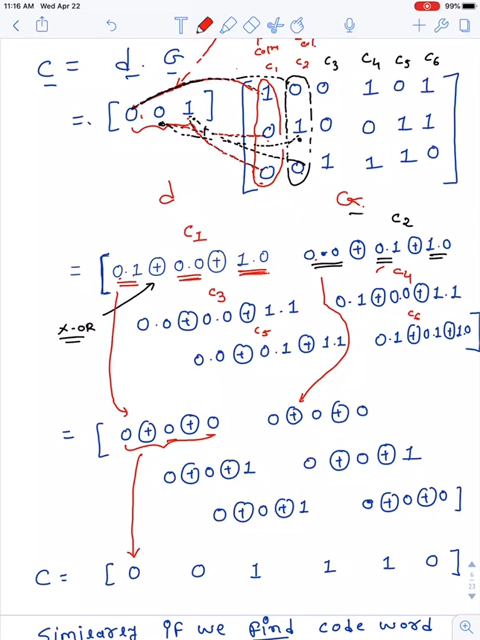 11:16 AM Wed Apr 22
99%
T
C = d. G
com
C1 C2 C3 C4 C5 C6
=. [ 0. 0 1 ] [ 1 0 0 1 0 1
0 1 0 0 1 1
0 0 1 1 1 0 ]
d G
C1 C2
= [ 0.1 ⊕ 0.0 ⊕ 1.0 0.0 ⊕ 0.1 ⊕ 1.0
X-OR
C3 C4
0.0 ⊕ 0.0 ⊕ 1.1 0.1 ⊕ 0.0 ⊕ 1.1
C5 C6
0.0 ⊕ 0.1 ⊕ 1.1 0.1 ⊕ 0.1 ⊕ 1.0 ]
= [ 0 ⊕ 0 ⊕ 0 0 ⊕ 0 ⊕ 0
0 ⊕ 0 ⊕ 1 0 ⊕ 0 ⊕ 1
0 ⊕ 0 ⊕ 1 0 ⊕ 0 ⊕ 0 ]
C = [ 0 0 1 1 1 0 ]
6
23
Similarly if we find code word